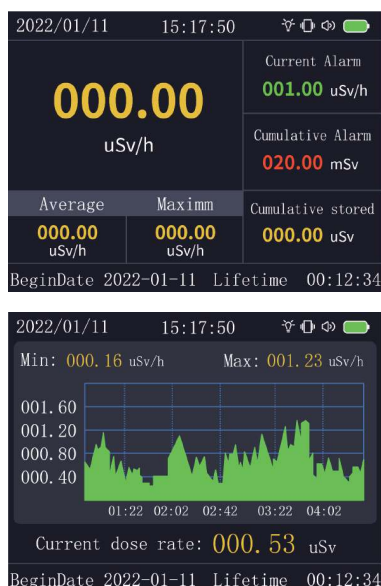 2022/01/11 15:17:50
Current Alarm
001.00 uSv/h
000.00
uSv/h
Cumulative Alarm
020.00 mSv
Average Maximm
Cumulative stored
000.00 000.00
uSv/h uSv/h
000.00 uSv
BeginDate 2022-01-11 Lifetime 00:12:34
2022/01/11 15:17:50
Min: 000.16 uSv/h Max: 001.23 uSv/h
001.60
001.20
000.80
000.40
01:22 02:02 02:42 03:22 04:02
Current dose rate: 000.53 uSv
BeginDate 2022-01-11 Lifetime 00:12:34